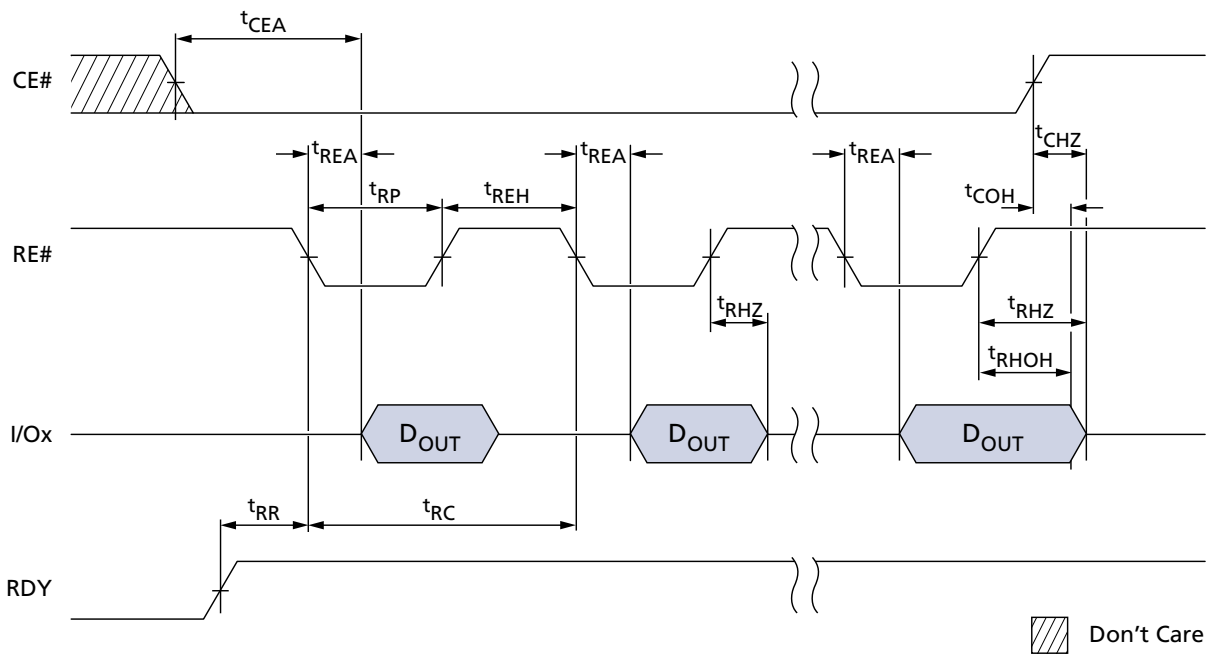 tCEA
CE#
tREA
tREA
tREA
tCHZ
tRP
tREH
tCOH
RE#
tRHZ
tRHZ
tRHOH
I/Ox
DOUT
DOUT
DOUT
tRR
tRC
RDY
Don't Care